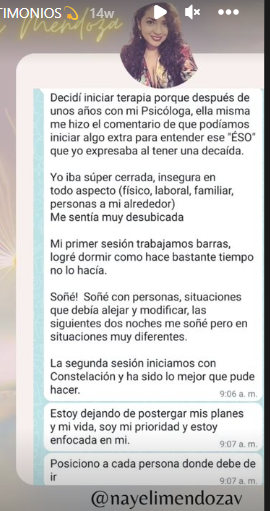 TIMONIOS 14w
Mendoza
Decidí iniciar terapia porque después de
unos años con mi Psicóloga, ella misma
me hizo el comentario de que podíamos
iniciar algo extra para entender ese "ÉSO"
que yo expresaba al tener una decaída.
Yo iba súper cerrada, insegura en
todo aspecto (físico, laboral, familiar,
personas a mi alrededor)
Me sentía muy desubicada
Mi primer sesión trabajamos barras,
logré dormir como hace bastante tiempo
no lo hacía.
Soñé! Soñé con personas, situaciones
que debía alejar y modificar, las
siguientes dos noches me soñé pero en
situaciones muy diferentes.
La segunda sesión iniciamos con
Constelación y ha sido lo mejor que pude
hacer.
9:06 a. m.
Estoy dejando de postergar mis planes
y mi vida, soy mi prioridad y estoy
enfocada en mi.
9:07 a. m.
Posiciono a cada persona donde debe de
ir
9:07 a. m.
@nayelimendozav